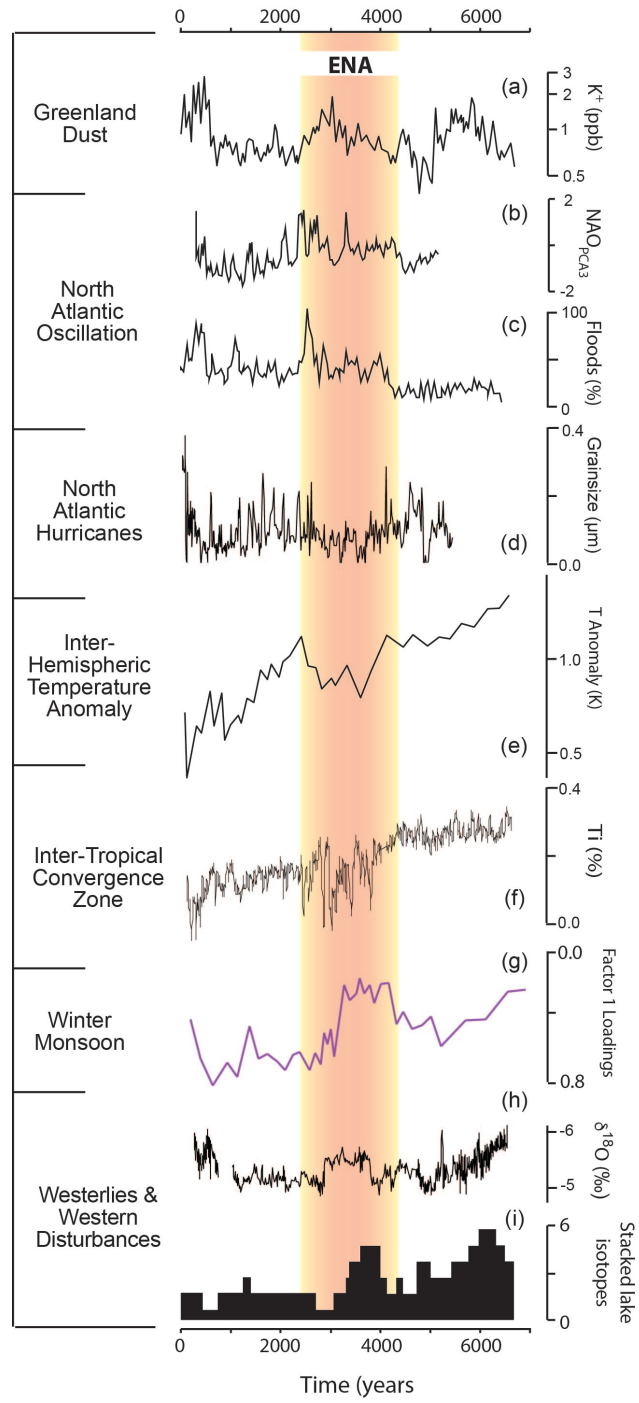 0 2000 4000 6000
ENA
Greenland
Dust
(a)
3
2
1
0.5
K+ (ppb)
North
Atlantic
Oscillation
(b)
2
-2
NAOPCA3
(c)
100
0
Floods (%)
North
Atlantic
Hurricanes
0.4
0.0
Grainsize (μm)
(d)
Inter-
Hemispheric
Temperature
Anomaly
1.0
0.5
T Anomaly (K)
(e)
Inter-Tropical
Convergence
Zone
0.4
0.0
Ti (%)
(f)
Winter
Monsoon
(g)
0.0
0.8
Factor 1 Loadings
Westerlies &
Western
Disturbances
(h)
-6
-5
δ18O (‰)
(i)
6
0
Stacked lake
isotopes
0 2000 4000 6000
Time (years